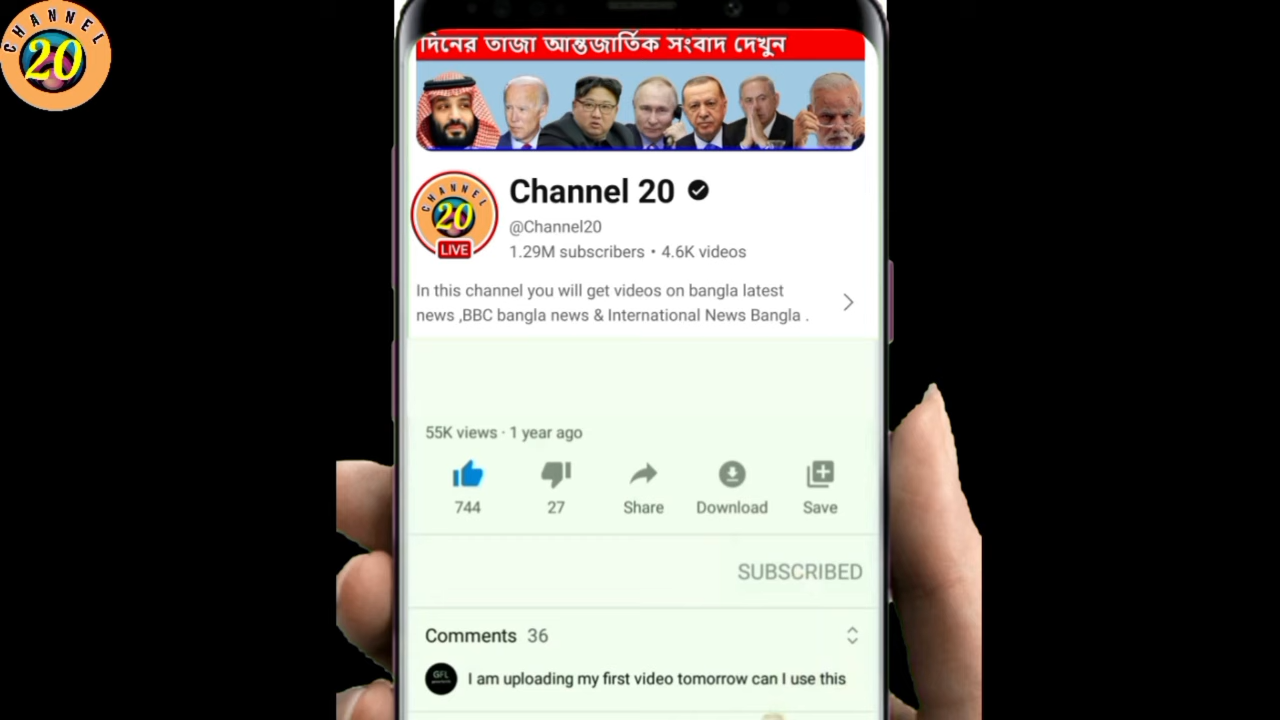 CHANNEL
20
দিনের তাজা আন্তজার্তিক সংবাদ দেখুন
CHANNEL
20
LIVE
Channel 20
@Channel20
1.29M subscribers • 4.6K videos
In this channel you will get videos on bangla latest
news ,BBC bangla news & International News Bangla .
55K views · 1 year ago
744
27
Share
Download
Save
SUBSCRIBED
Comments 36
GFL
I am uploading my first video tomorrow can I use this